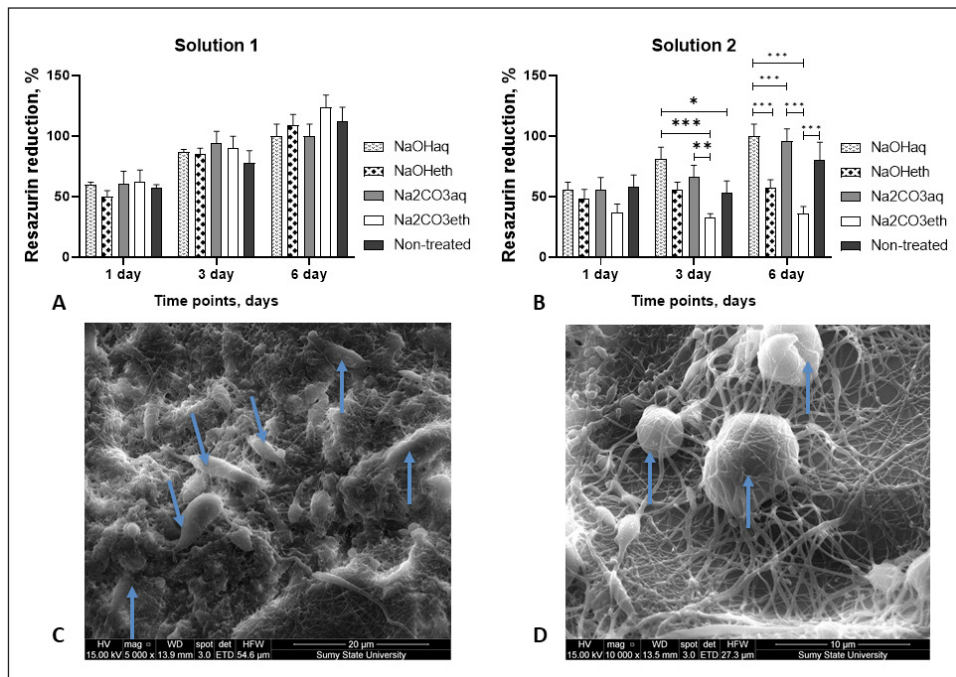 Solution 1
Resazurin reduction, %
150
100
50
0
1 day
3 day
6 day
NaOHaq
NaOHeth
Na2CO3aq
Na2CO3eth
Non-treated
A
Time points, days
Solution 2
Resazurin reduction, %
150
100
50
0
*
***
**
***
***
***
***
***
1 day
3 day
6 day
NaOHaq
NaOHeth
Na2CO3aq
Na2CO3eth
Non-treated
B
Time points, days
C
HV mag □ WD spot det HFW 20 µm
15.00 kV 5 000 x 13.9 mm 3.0 ETD 54.6 µm Sumy State University
D
HV mag □ WD spot det HFW 10 µm
15.00 kV 10 000 x 13.5 mm 3.0 ETD 27.3 µm Sumy State University